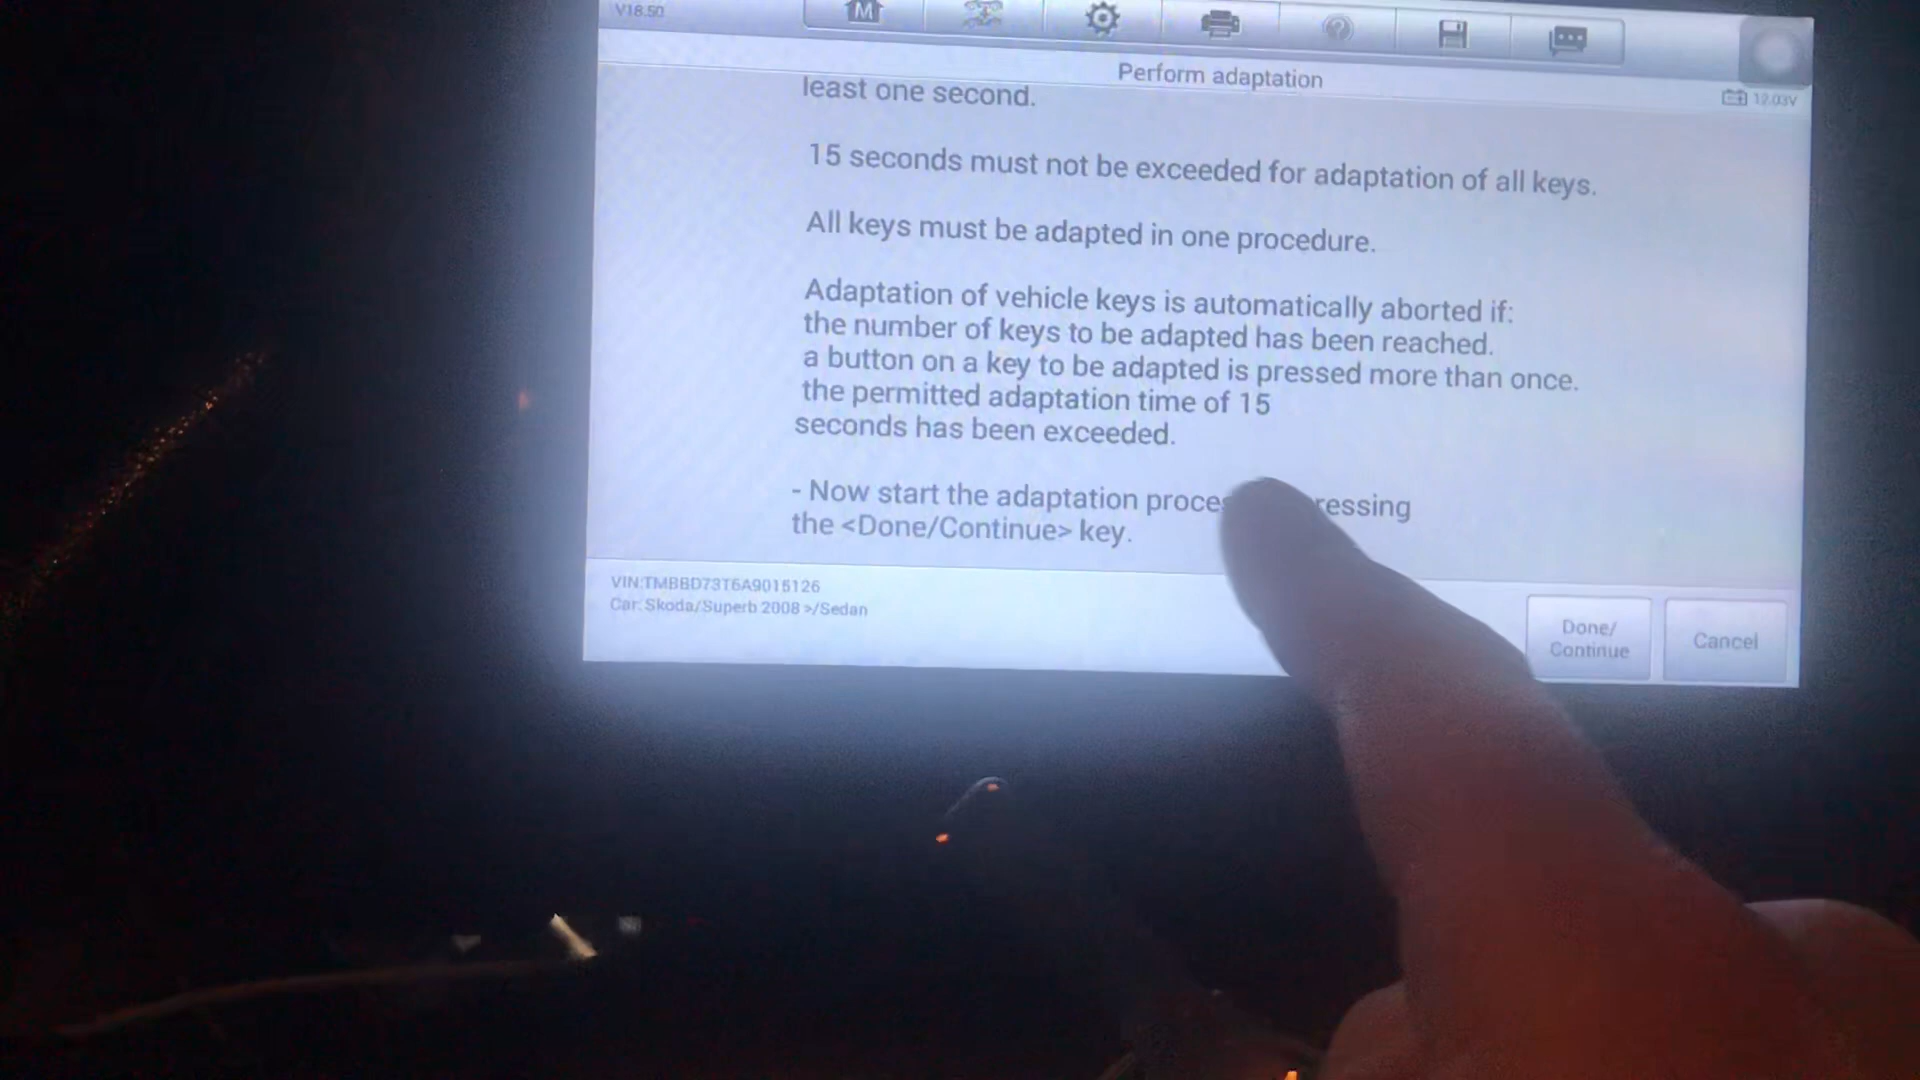 V18.50
M
Perform adaptation
12.03V
least one second.
15 seconds must not be exceeded for adaptation of all keys.
All keys must be adapted in one procedure.
Adaptation of vehicle keys is automatically aborted if:
the number of keys to be adapted has been reached.
a button on a key to be adapted is pressed more than once.
the permitted adaptation time of 15
seconds has been exceeded.
- Now start the adaptation proces ressing
the <Done/Continue> key.
VIN:TMBBD73T6A9015126
Car: Skoda/Superb 2008 >/Sedan
Done/
Continue
Cancel